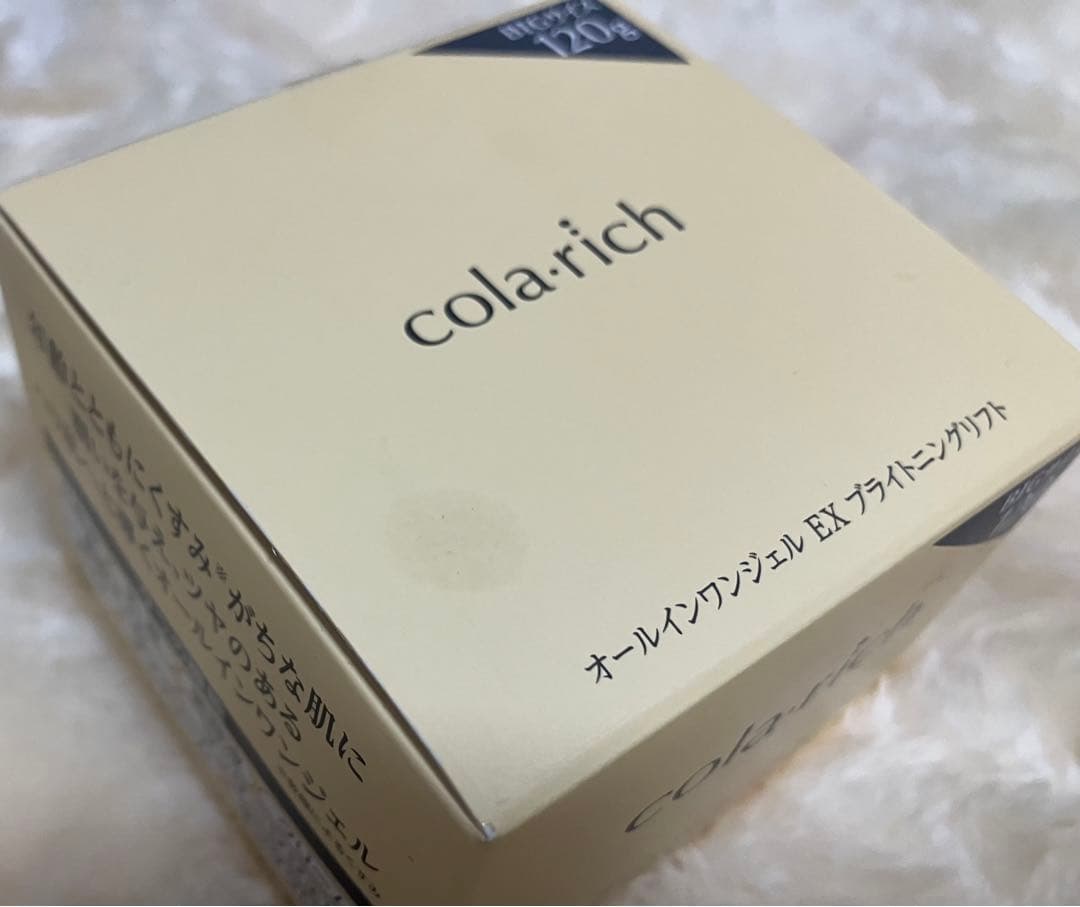 BIGサイズ
120g
cola·rich
オールインワンジェル EX ブライトニングリフト
年齢とともにくすみ※がちな肌に
ツヤのある
オールインワンジェル
cola·rich